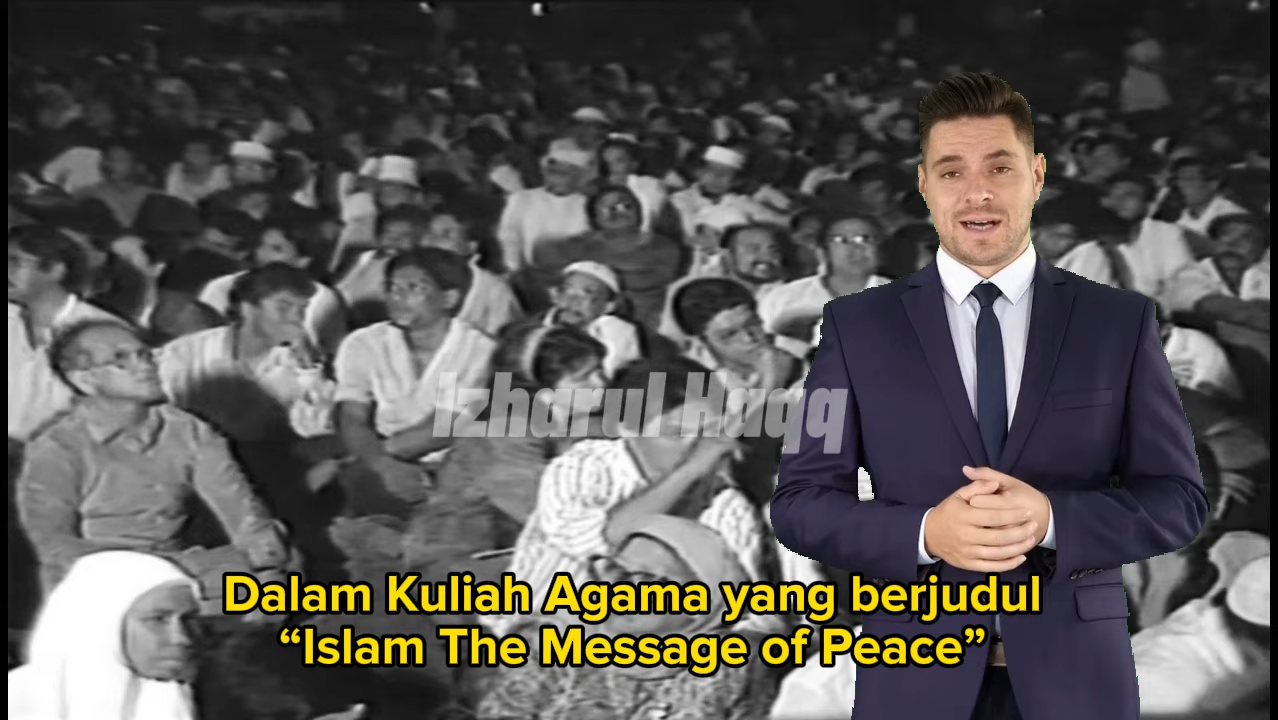 Izharul Haqq
Dalam Kuliah Agama yang berjudul
“Islam The Message of Peace”